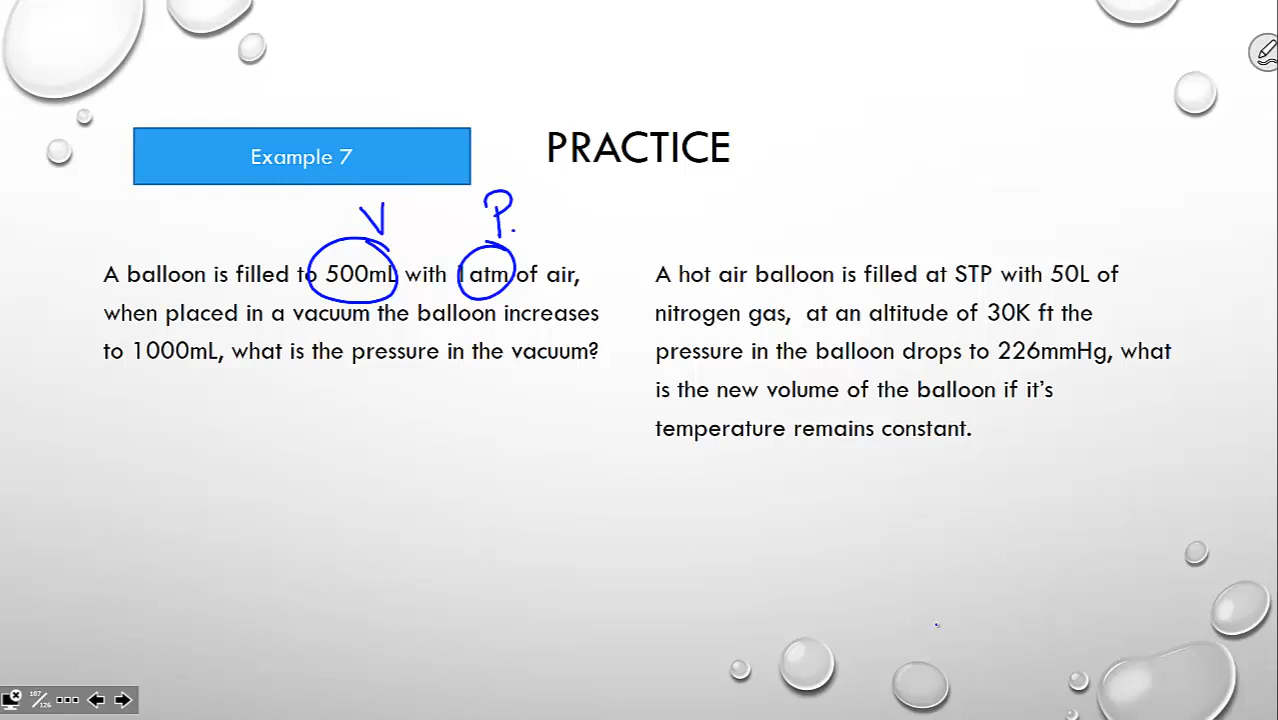 Example 7
PRACTICE
V
P.
A balloon is filled to 500mL with 1atm of air,
when placed in a vacuum the balloon increases
to 1000mL, what is the pressure in the vacuum?
A hot air balloon is filled at STP with 50L of
nitrogen gas, at an altitude of 30K ft the
pressure in the balloon drops to 226mmHg, what
is the new volume of the balloon if it's
temperature remains constant.
107/126